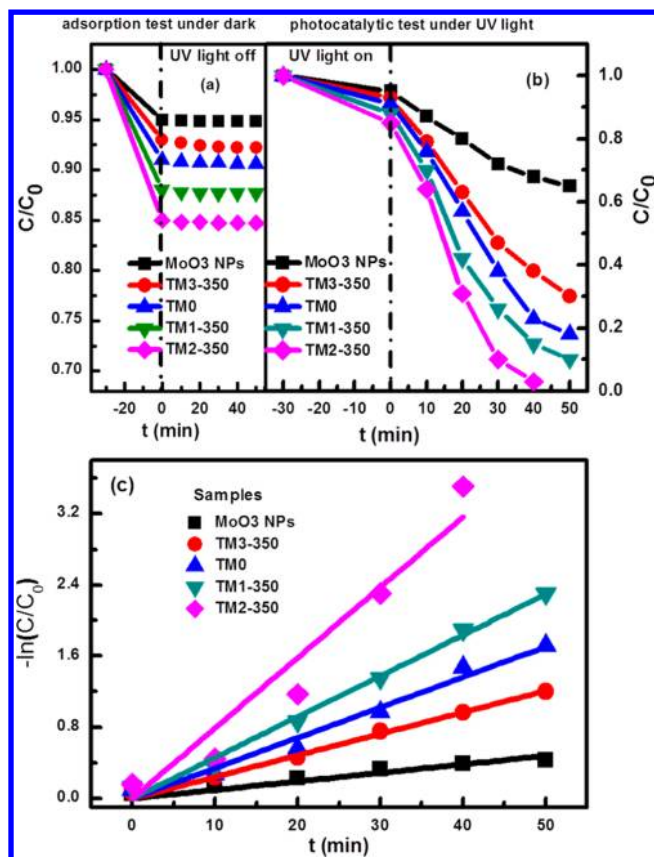 adsorption test under dark
photocatalytic test under UV light
UV light off
(a)
1.00
0.95
0.90
0.85
0.80
0.75
0.70
C/C0
MoO3 NPs
TM3-350
TM0
TM1-350
TM2-350
-20 0 20 40
t (min)
UV light on
(b)
1.0
0.8
0.6
0.4
0.2
0.0
C/C0
MoO3 NPs
TM3-350
TM0
TM1-350
TM2-350
-30 -20 -10 0 10 20 30 40 50
t (min)
(c)
Samples
MoO3 NPs
TM3-350
TM0
TM1-350
TM2-350
3.2
2.4
1.6
0.8
0.0
-ln(C/C0)
0 10 20 30 40 50
t (min)